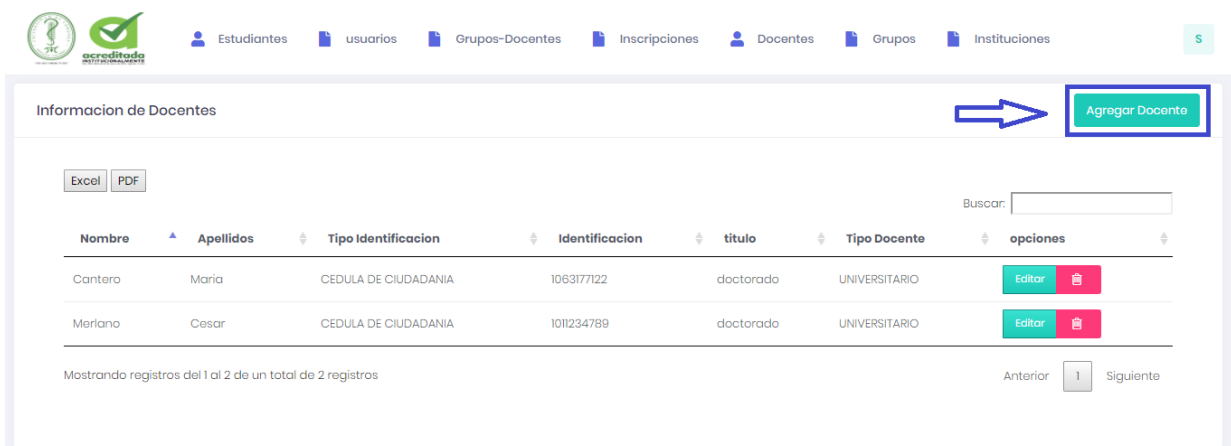 acreditada
INSTITUCIONALMENTE
Estudiantes usuarios Grupos-Docentes Inscripciones Docentes Grupos Instituciones S
Informacion de Docentes Agregar Docente
Excel PDF
Buscar:
Nombre Apellidos Tipo Identificacion Identificacion titulo Tipo Docente opciones
Cantero Maria CEDULA DE CIUDADANIA 1063177122 doctorado UNIVERSITARIO Editar
Merlano Cesar CEDULA DE CIUDADANIA 1011234789 doctorado UNIVERSITARIO Editar
Mostrando registros del 1 al 2 de un total de 2 registros Anterior 1 Siguiente